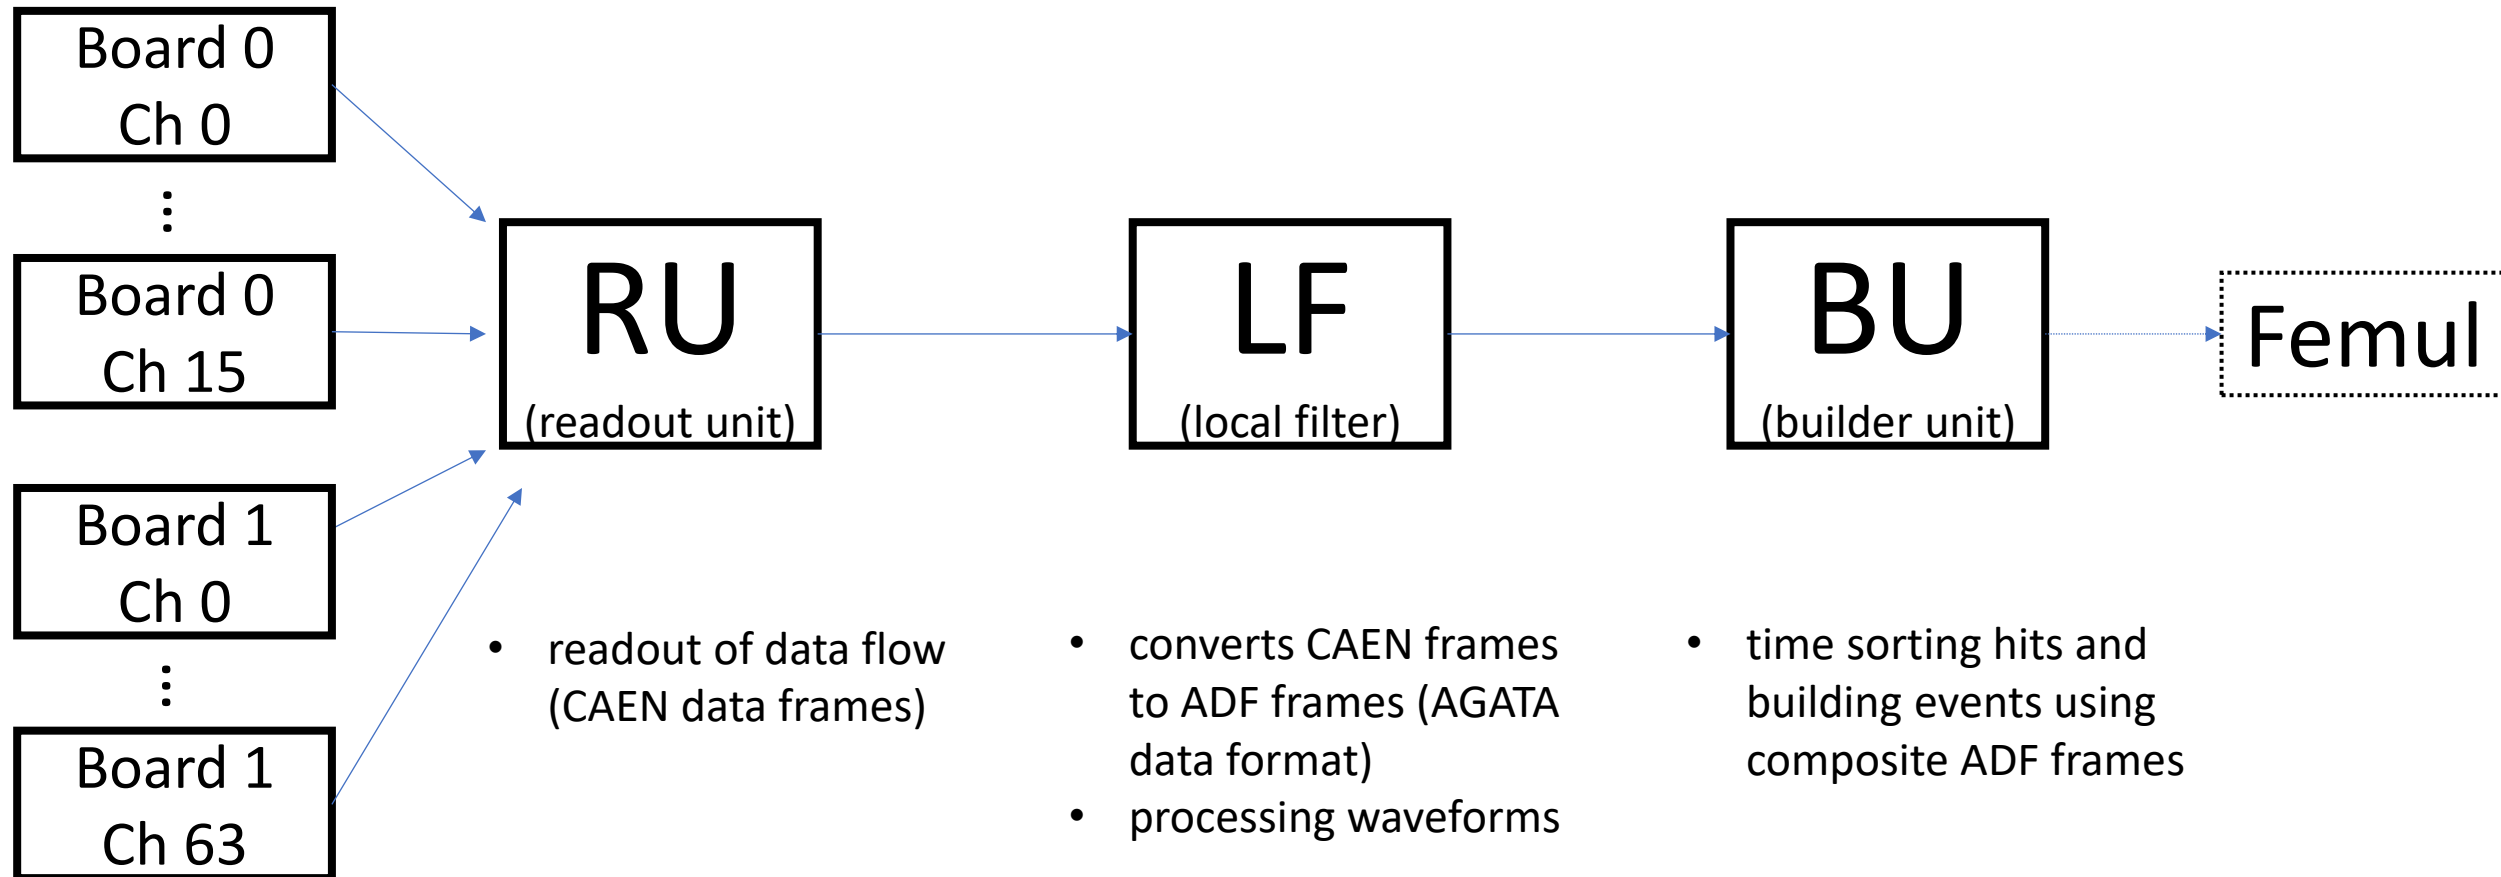 Board 0
Ch 0
⋮
Board 0
Ch 15
Board 1
Ch 0
⋮
Board 1
Ch 63
RU
(readout unit)
• readout of data flow
(CAEN data frames)
LF
(local filter)
• converts CAEN frames
to ADF frames (AGATA
data format)
• processing waveforms
BU
(builder unit)
• time sorting hits and
building events using
composite ADF frames
Femul